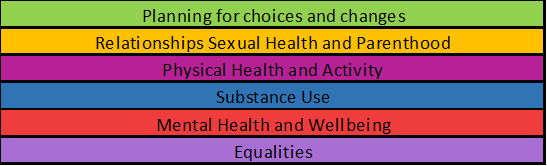 Planning for choices and changes
Relationships Sexual Health and Parenthood
Physical Health and Activity
Substance Use
Mental Health and Wellbeing
Equalities